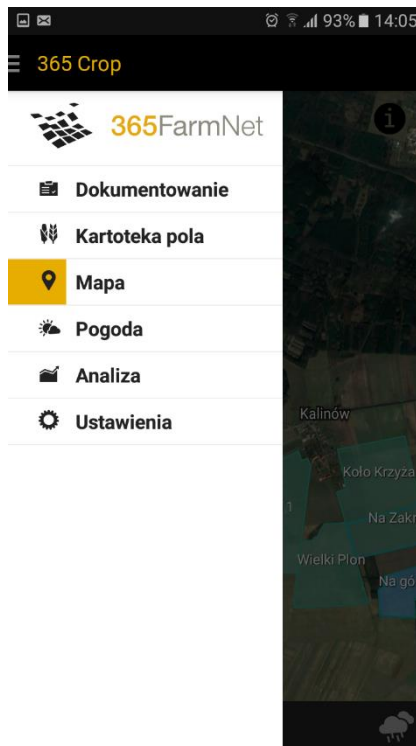 93% 14:05
365 Crop
365FarmNet
Dokumentowanie
Kartoteka pola
Mapa
Pogoda
Analiza
Ustawienia
Kalinów
Koło Krzyża
1
Na Zakr
Wielki Plon
Na gó